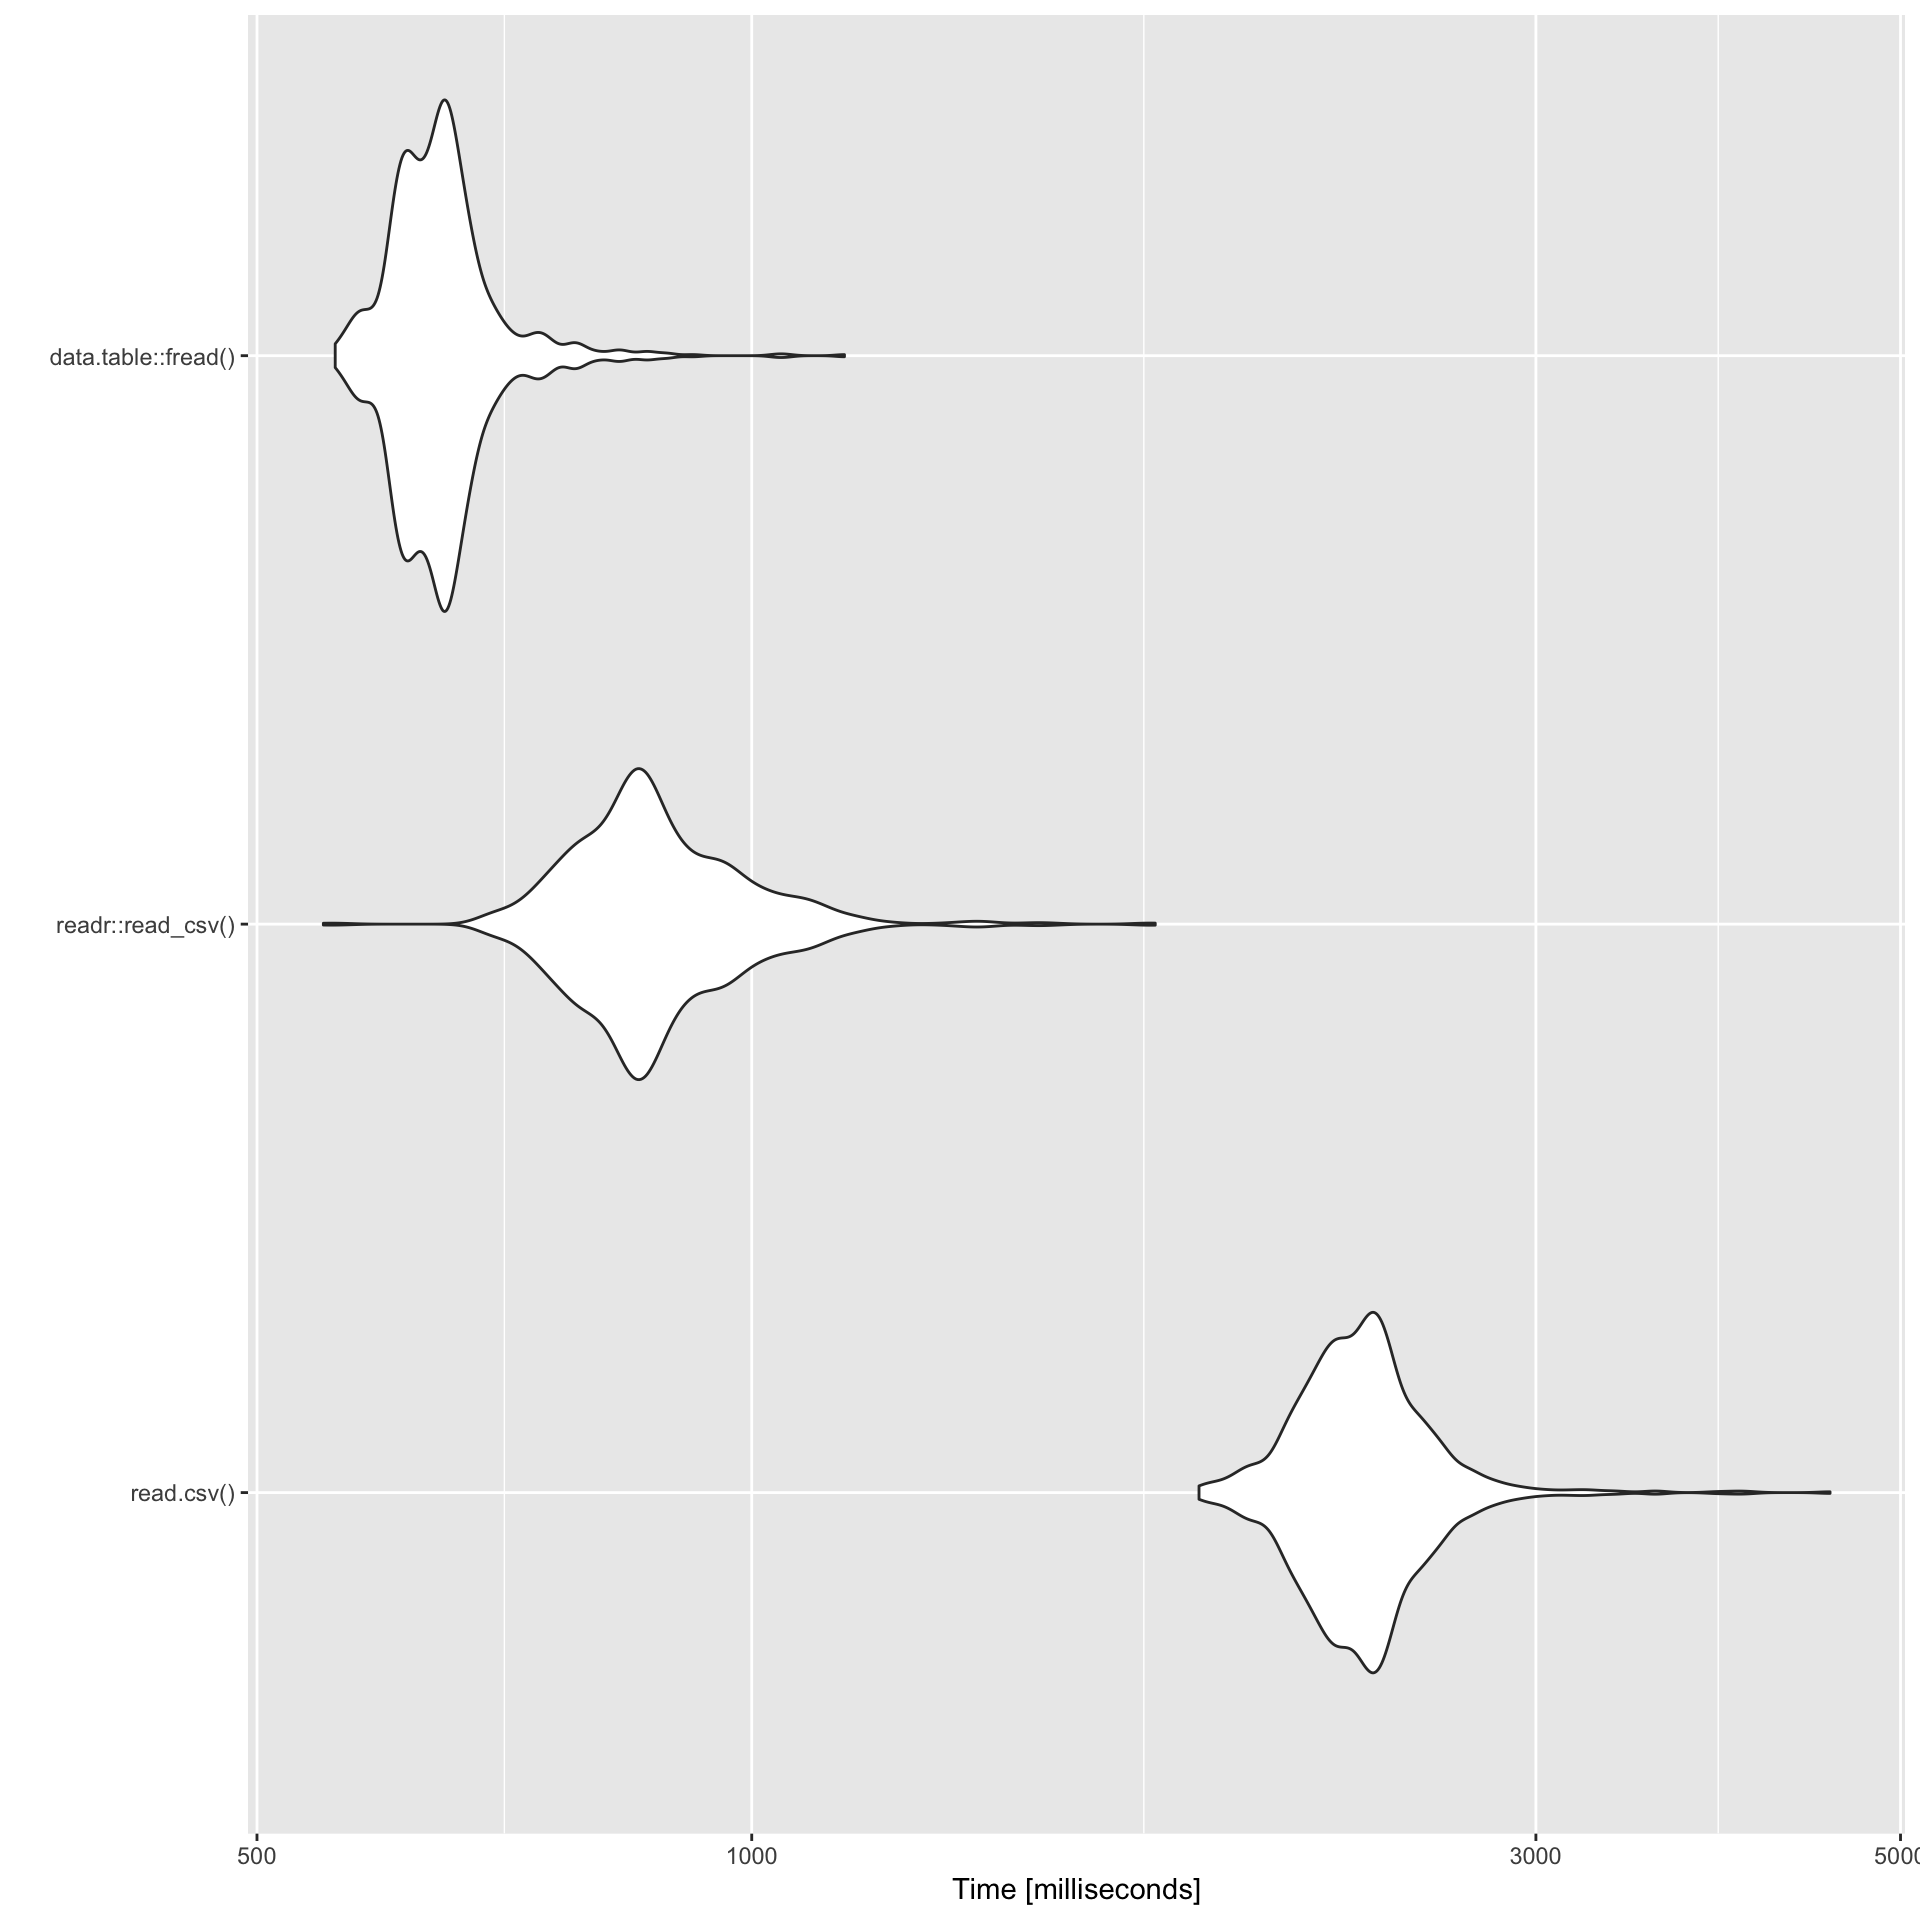 data.table::fread()
readr::read_csv()
read.csv()
500 1000 3000 5000
Time [milliseconds]